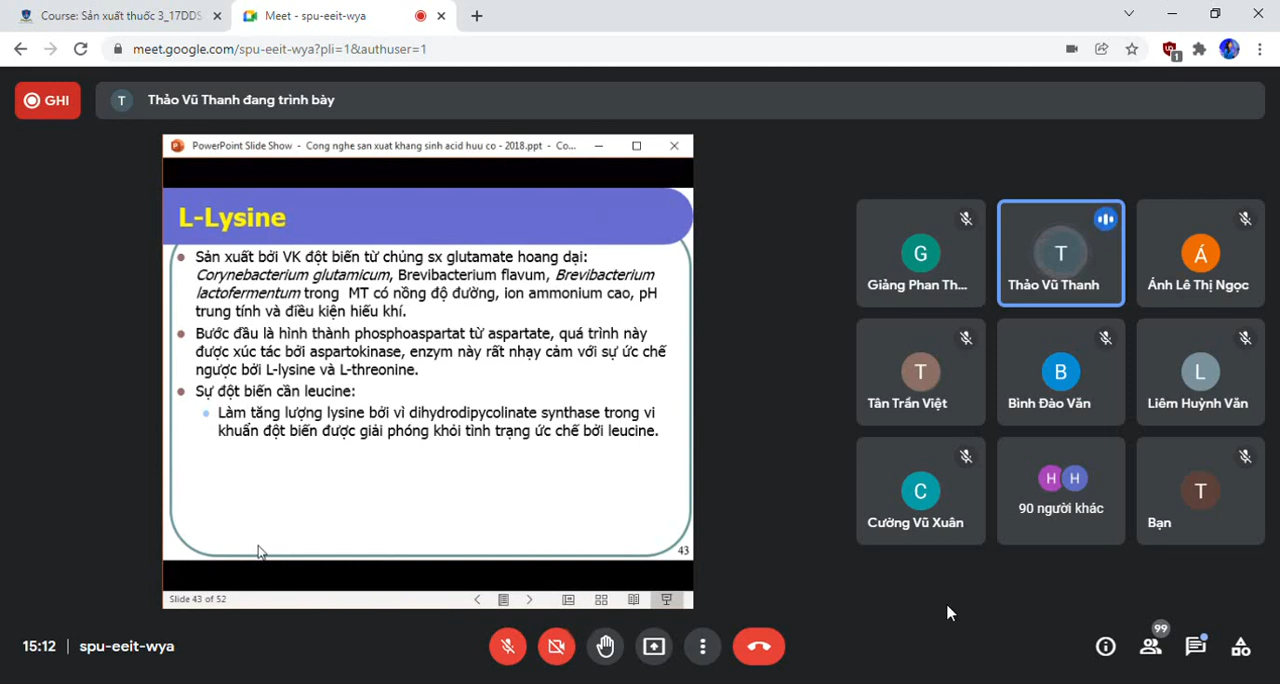 Course: Sản xuất thuốc 3_17DDS
Meet - spu-eeit-wya
meet.google.com/spu-eeit-wya?pli=1&authuser=1
1
GHI
T
Thảo Vũ Thanh đang trình bày
PowerPoint Slide Show - Cong nghe san xuat khang sinh acid huu co - 2018.ppt - Co...
L-Lysine
Sản xuất bởi VK đột biến từ chủng sx glutamate hoang dại:
Corynebacterium glutamicum, Brevibacterium flavum, Brevibacterium
lactofermentum trong MT có nồng độ đường, ion ammonium cao, pH
trung tính và điều kiện hiếu khí.
Bước đầu là hình thành phosphoaspartat từ aspartate, quá trình này
được xúc tác bởi aspartokinase, enzym này rất nhạy cảm với sự ức chế
ngược bởi L-lysine và L-threonine.
Sự đột biến cần leucine:
Làm tăng lượng lysine bởi vì dihydrodipycolinate synthase trong vi
khuẩn đột biến được giải phóng khỏi tình trạng ức chế bởi leucine.
43
Slide 43 of 52
G
Giảng Phan Th...
T
Thảo Vũ Thanh
Á
Ánh Lê Thị Ngọc
T
Tân Trần Việt
B
Bình Đào Văn
L
Liêm Huỳnh Văn
C
Cường Vũ Xuân
H H
90 người khác
T
Bạn
15:12 | spu-eeit-wya
99